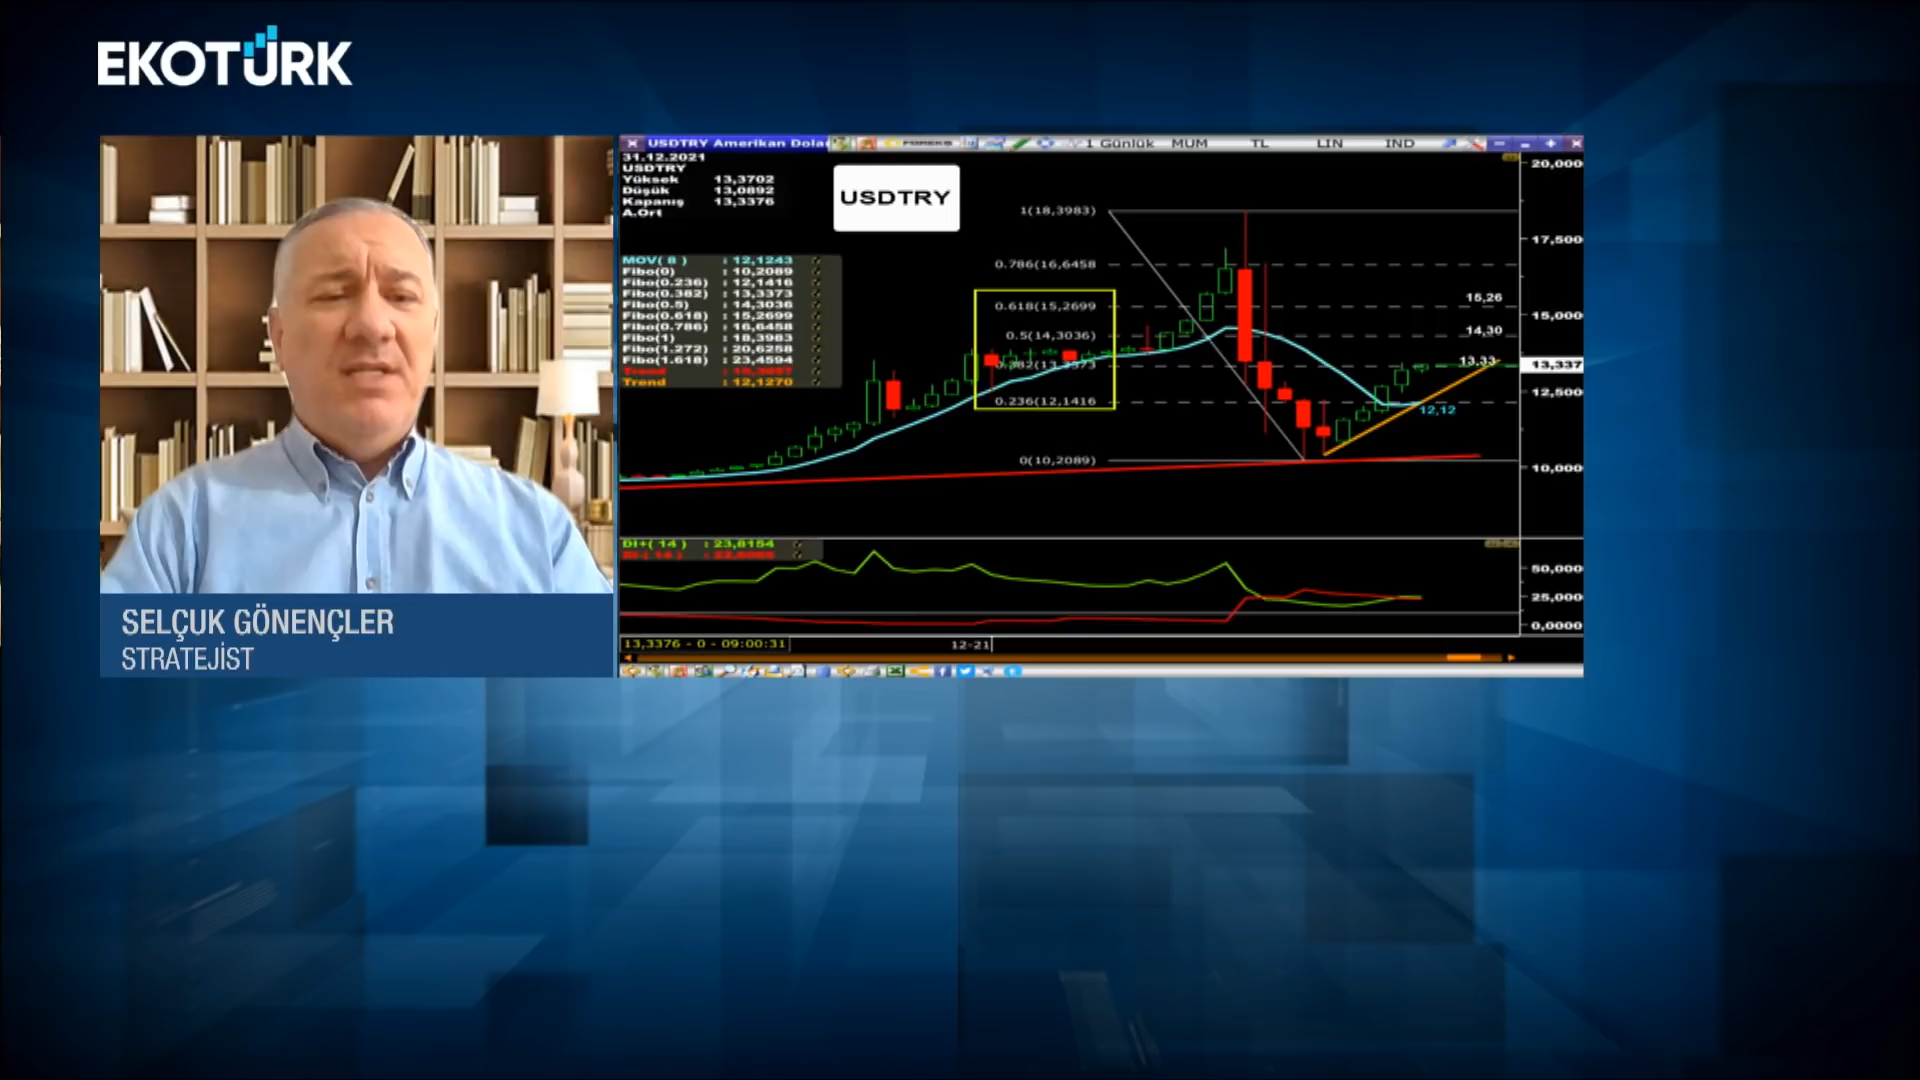 EKOTÜRK
USDTRY Amerikan Dolar
1 Günlük MUM TL LIN IND
31.12.2021
USDTRY
Yüksek 13,3702
Düşük 13,0892
Kapanış 13,3376
A.Ort
USDTRY
MOV( 8 ) : 12,1243
Fibo(0) : 10,2089
Fibo(0.236) : 12,1416
Fibo(0.382) : 13,3373
Fibo(0.5) : 14,3036
Fibo(0.618) : 15,2699
Fibo(0.786) : 16,6458
Fibo(1) : 18,3983
Fibo(1.272) : 20,6258
Fibo(1.618) : 23,4594
Trend
Trend : 12,1270
1(18,3983)
0.786(16,6458
0.618(15,2699)
0.5(14,3036)
0.382(13,3373
0.236(12,1416
0(10,2089)
15,26
14,30
13,33
12,12
20,000
17,500
15,000
13,337
12,500
10,000
DI+( 14 ) : 23,8154
DI-( 14 )
50,000
25,000
0,0000
13,3376 - 0 - 09:00:31
12-21
SELÇUK GÖNENÇLER
STRATEJİST